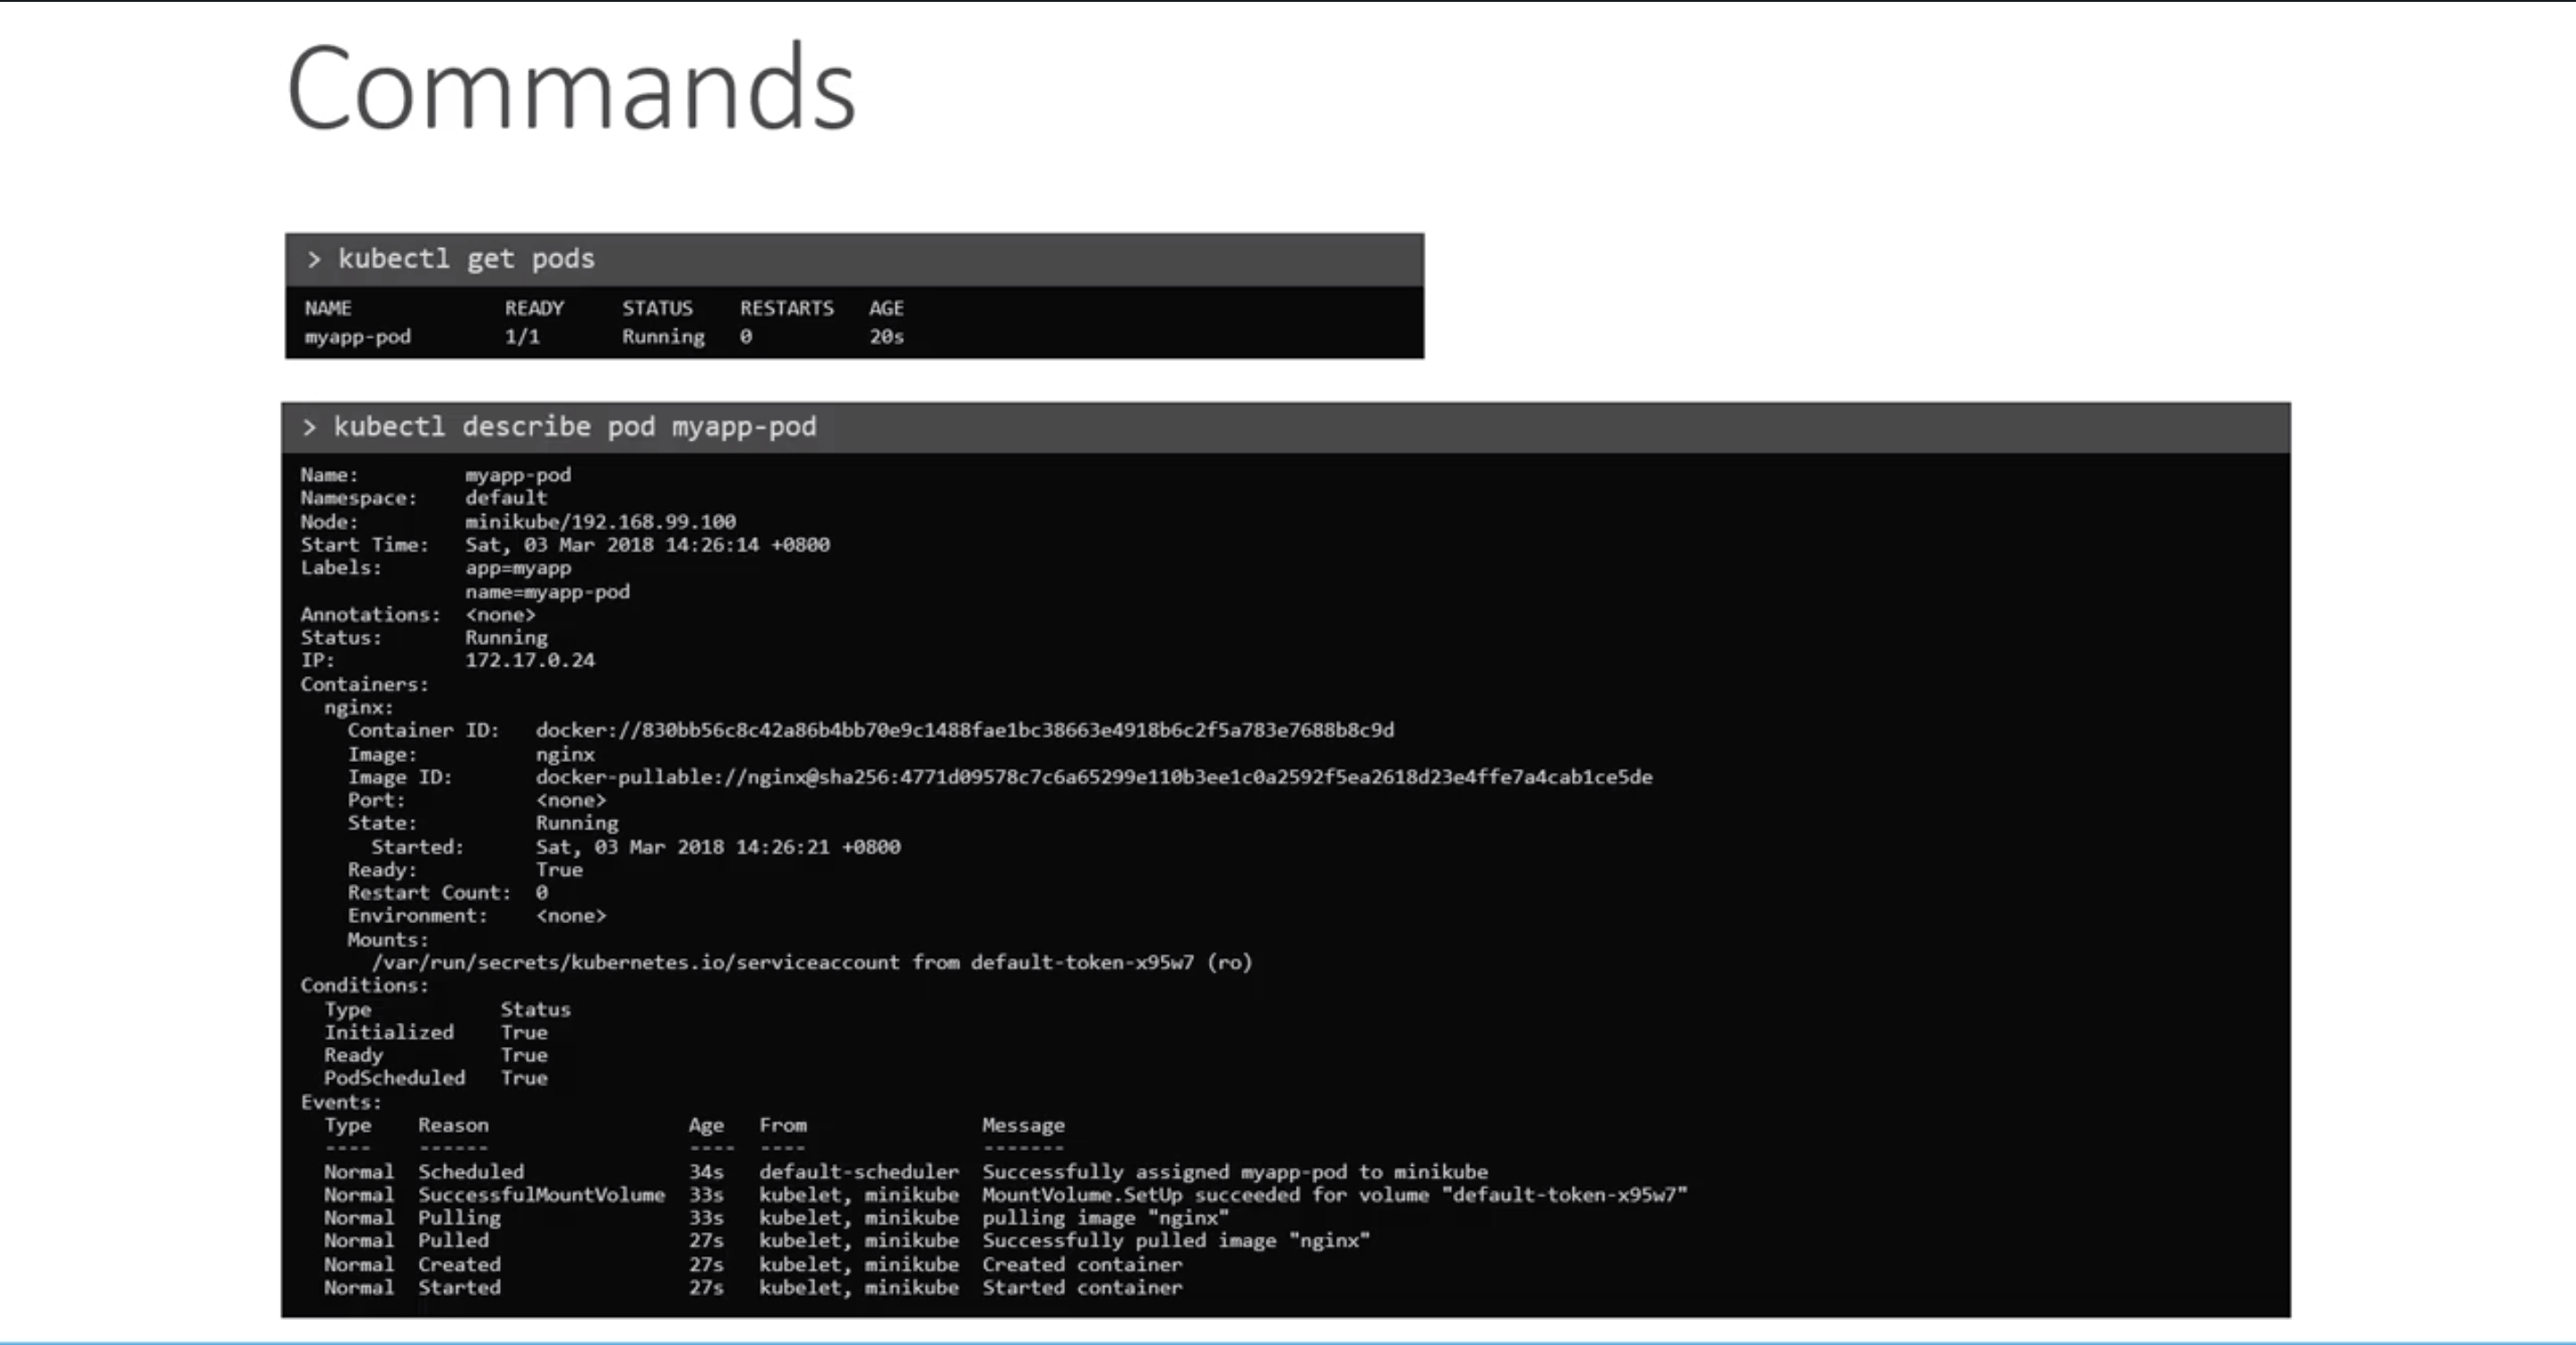 Commands
> kubectl get pods
NAME READY STATUS RESTARTS AGE
myapp-pod 1/1 Running 0 20s
> kubectl describe pod myapp-pod
Name: myapp-pod
Namespace: default
Node: minikube/192.168.99.100
Start Time: Sat, 03 Mar 2018 14:26:14 +0800
Labels: app=myapp
name=myapp-pod
Annotations: <none>
Status: Running
IP: 172.17.0.24
Containers:
nginx:
Container ID: docker://830bb56c8c42a86b4bb70e9c1488fae1bc38663e4918b6c2f5a783e7688b8c9d
Image: nginx
Image ID: docker-pullable://nginx@sha256:4771d09578c7c6a65299e110b3ee1c0a2592f5ea2618d23e4ffe7a4cab1ce5de
Port: <none>
State: Running
Started: Sat, 03 Mar 2018 14:26:21 +0800
Ready: True
Restart Count: 0
Environment: <none>
Mounts:
/var/run/secrets/kubernetes.io/serviceaccount from default-token-x95w7 (ro)
Conditions:
Type Status
Initialized True
Ready True
PodScheduled True
Events:
Type Reason Age From Message
---- ------ ---- ---- -------
Normal Scheduled 34s default-scheduler Successfully assigned myapp-pod to minikube
Normal SuccessfulMountVolume 33s kubelet, minikube MountVolume.SetUp succeeded for volume "default-token-x95w7"
Normal Pulling 33s kubelet, minikube pulling image "nginx"
Normal Pulled 27s kubelet, minikube Successfully pulled image "nginx"
Normal Created 27s kubelet, minikube Created container
Normal Started 27s kubelet, minikube Started container